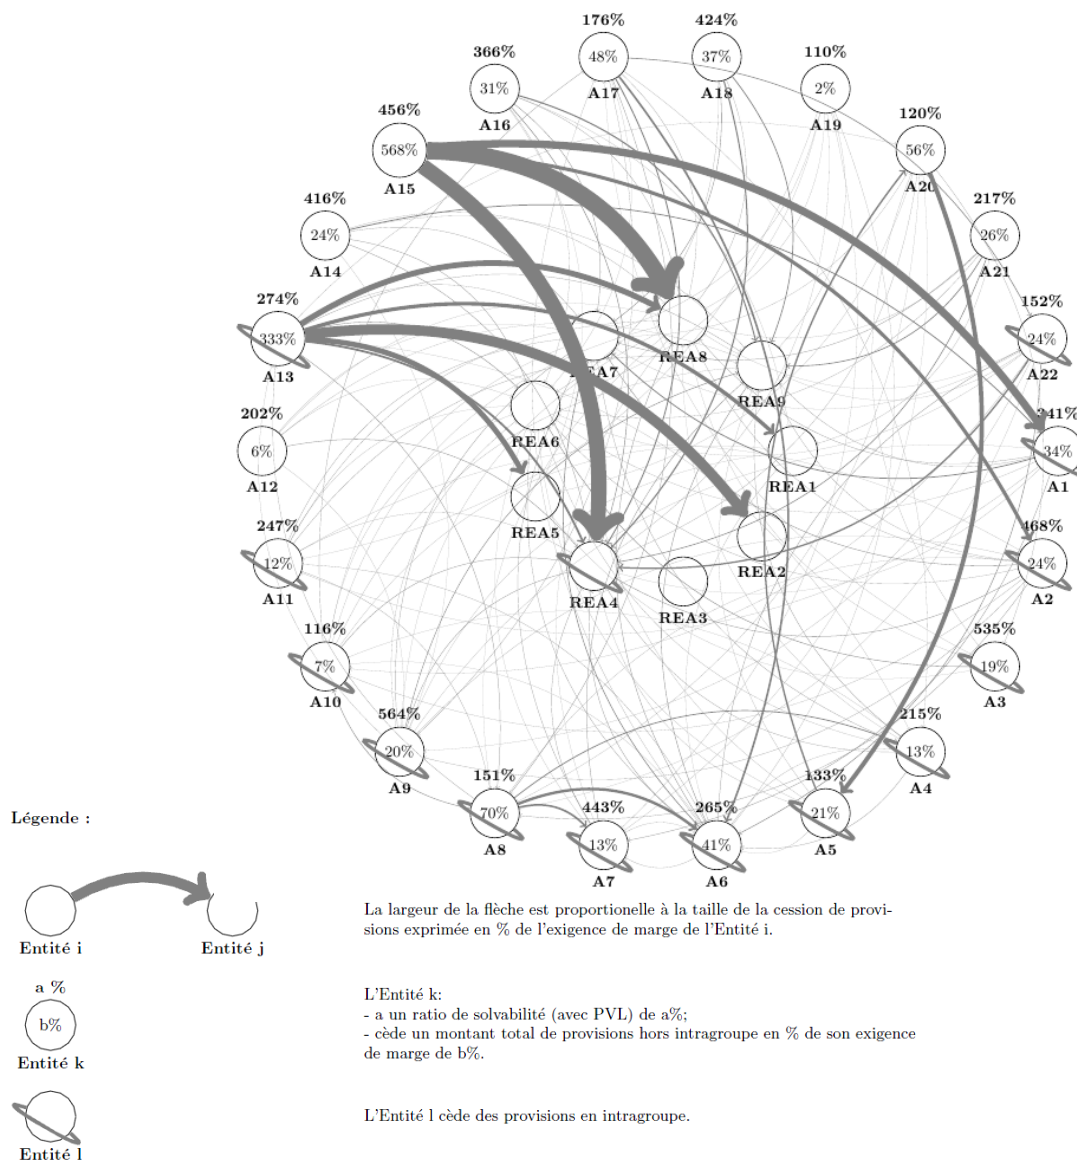 176%
424%
48%
37%
A17
A18
366%
110%
31%
2%
A16
A19
456%
120%
568%
56%
A15
A20
416%
217%
24%
26%
A14
A21
274%
152%
333%
24%
A13
A22
REA8
REA7
REA9
202%
341%
6%
34%
A12
A1
REA6
REA1
REA5
247%
468%
12%
24%
A11
A2
REA2
REA4
REA3
116%
535%
7%
19%
A10
A3
564%
215%
20%
13%
A9
A4
151%
133%
70%
21%
A8
A5
443%
265%
13%
41%
A7
A6
Légende :
Entité i
Entité j
La largeur de la flèche est proportionelle à la taille de la cession de provi-
sions exprimée en % de l'exigence de marge de l'Entité i.
a %
b%
Entité k
L'Entité k:
- a un ratio de solvabilité (avec PVL) de a%;
- cède un montant total de provisions hors intragroupe en % de son exigence
de marge de b%.
Entité l
L'Entité l cède des provisions en intragroupe.